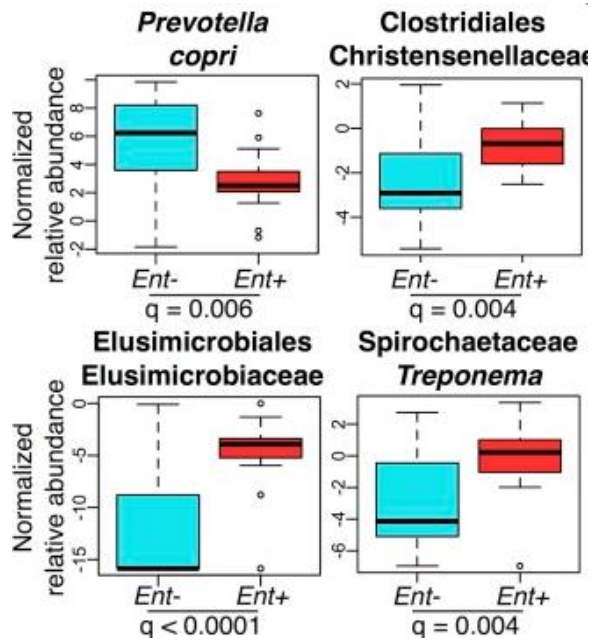 Prevotella
copri
Clostridiales
Christensenellaceae
Normalized
relative abundance
8
6
4
2
0
-2
2
-0
-2
-4
Ent-
Ent+
q = 0.006
Ent-
Ent+
q = 0.004
Elusimicrobiales
Elusimicrobiaceae
Spirochaetaceae
Treponema
Normalized
relative abundance
0
-5
-10
-15
2
0
-2
-4
-6
Ent-
Ent+
q < 0.0001
Ent-
Ent+
q = 0.004